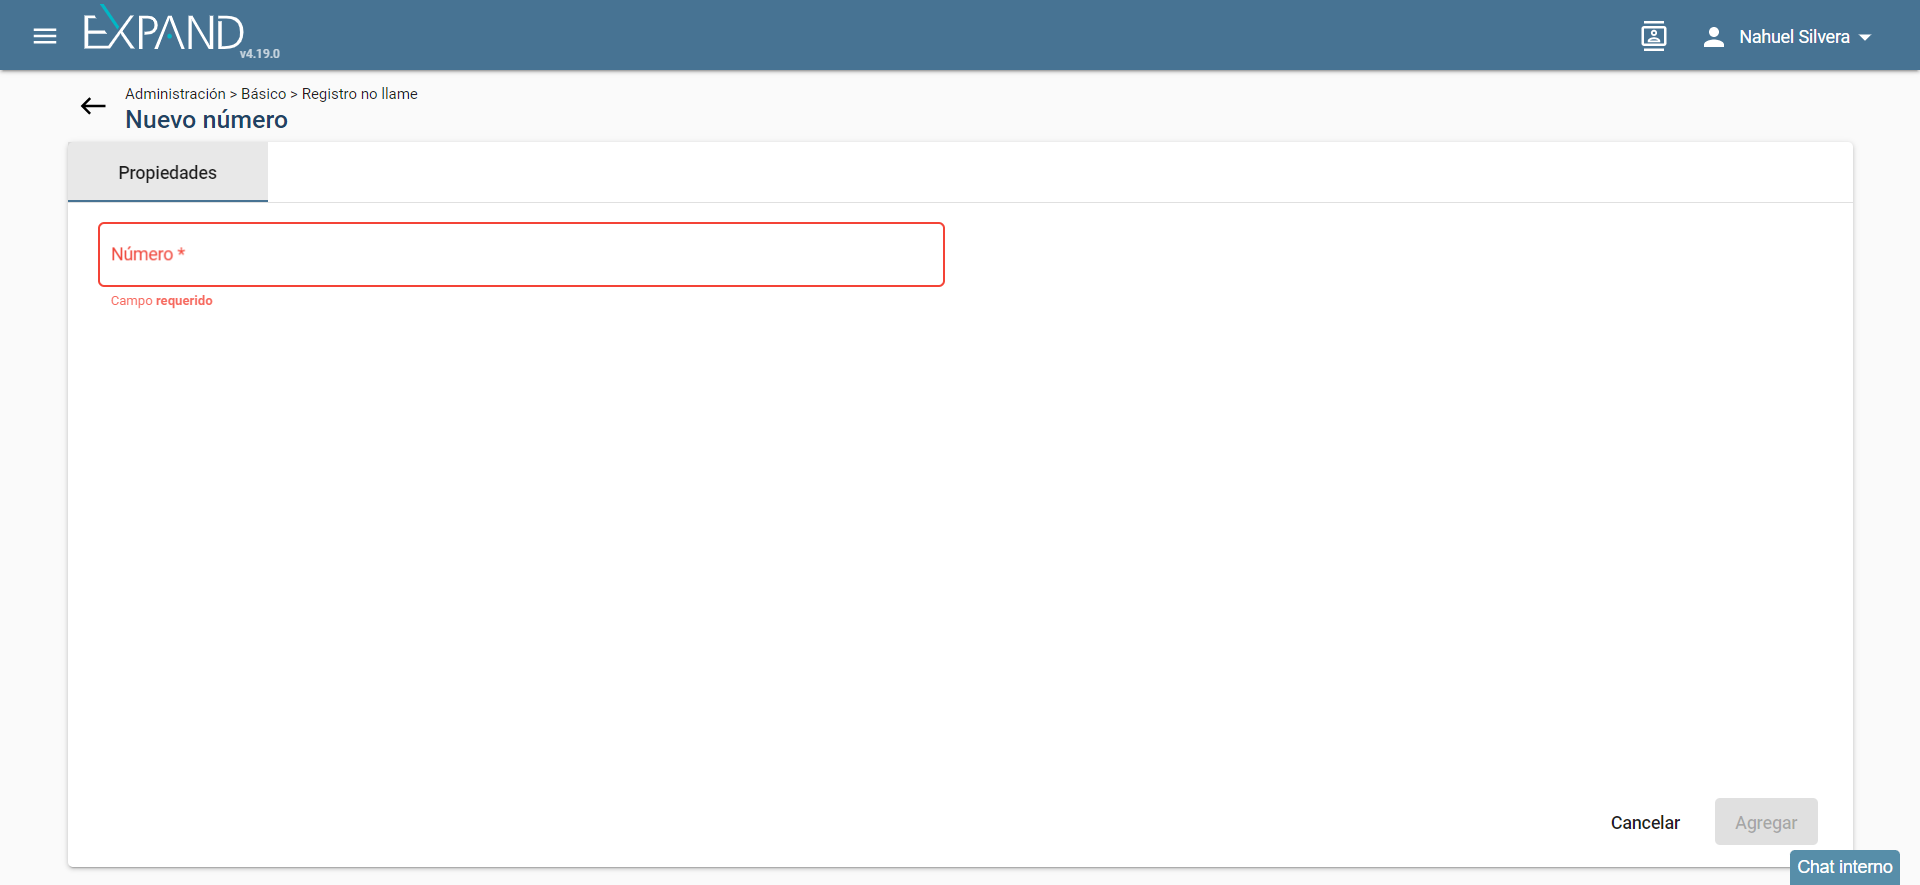 EXPAND
v4.19.0
Nahuel Silvera
Administración > Básico > Registro no llame
Nuevo número
Propiedades
Número *
Campo requerido
Cancelar
Agregar
Chat interno